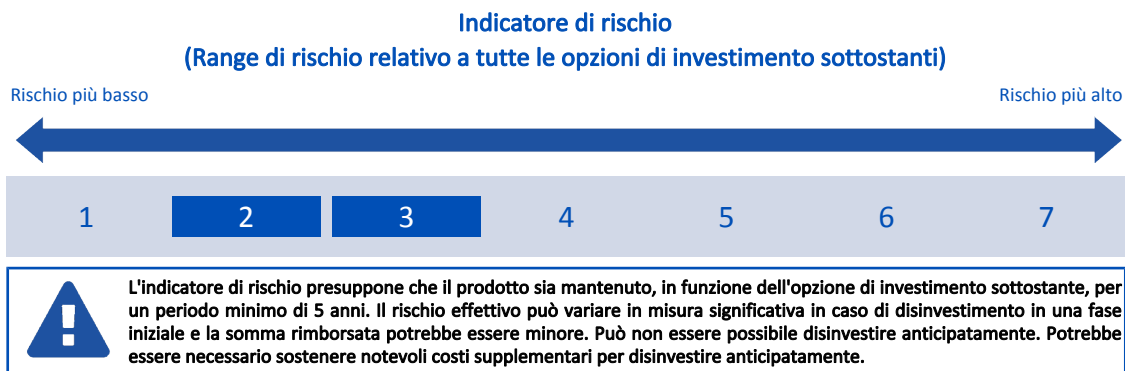 Indicatore di rischio
(Range di rischio relativo a tutte le opzioni di investimento sottostanti)
Rischio più basso Rischio più alto
1 2 3 4 5 6 7
L'indicatore di rischio presuppone che il prodotto sia mantenuto, in funzione dell'opzione di investimento sottostante, per
un periodo minimo di 5 anni. Il rischio effettivo può variare in misura significativa in caso di disinvestimento in una fase
iniziale e la somma rimborsata potrebbe essere minore. Può non essere possibile disinvestire anticipatamente. Potrebbe
essere necessario sostenere notevoli costi supplementari per disinvestire anticipatamente.